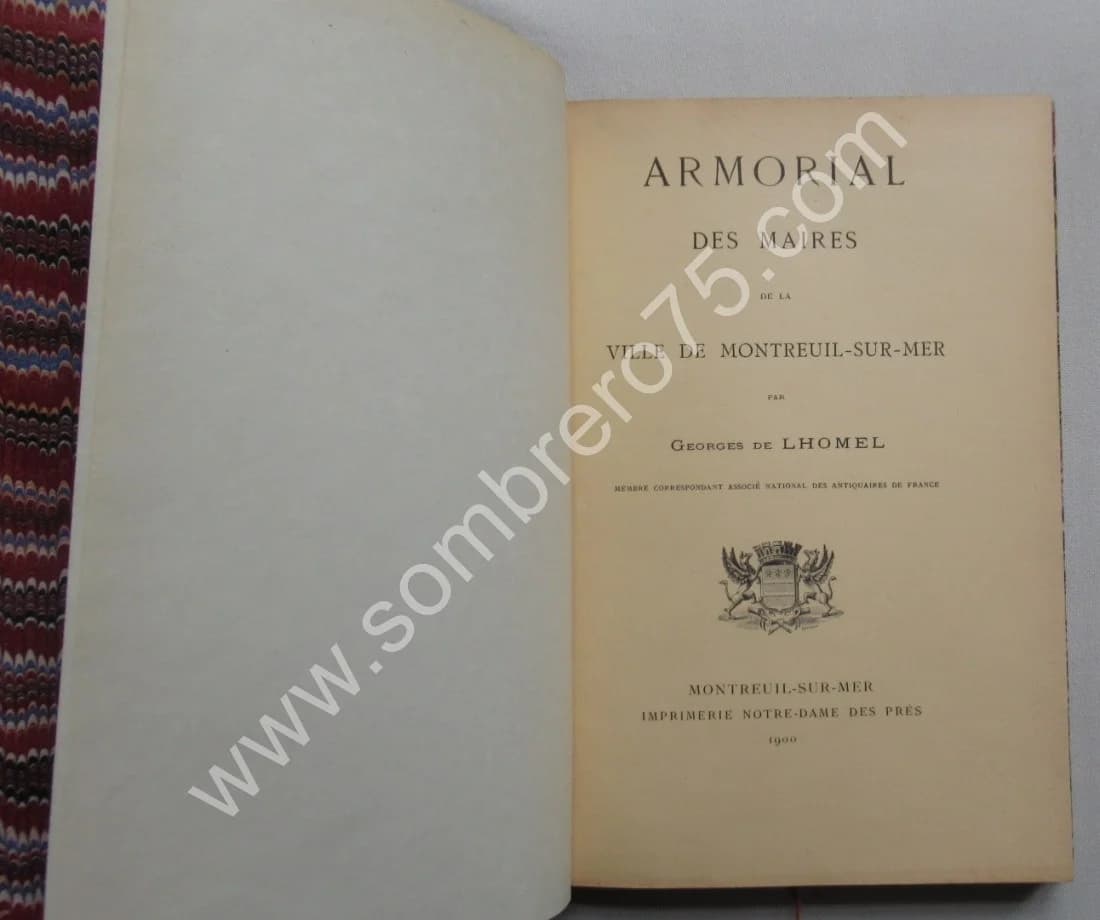 ARMORIAL
DES MAIRES
DE LA
VILLE DE MONTREUIL-SUR-MER
PAR
GEORGES DE LHOMEL
MEMBRE CORRESPONDANT ASSOCIÉ NATIONAL DES ANTIQUAIRES DE FRANCE
MONTREUIL-SUR-MER
IMPRIMERIE NOTRE-DAME DES PRÉS
1900
www.sombrero75.com